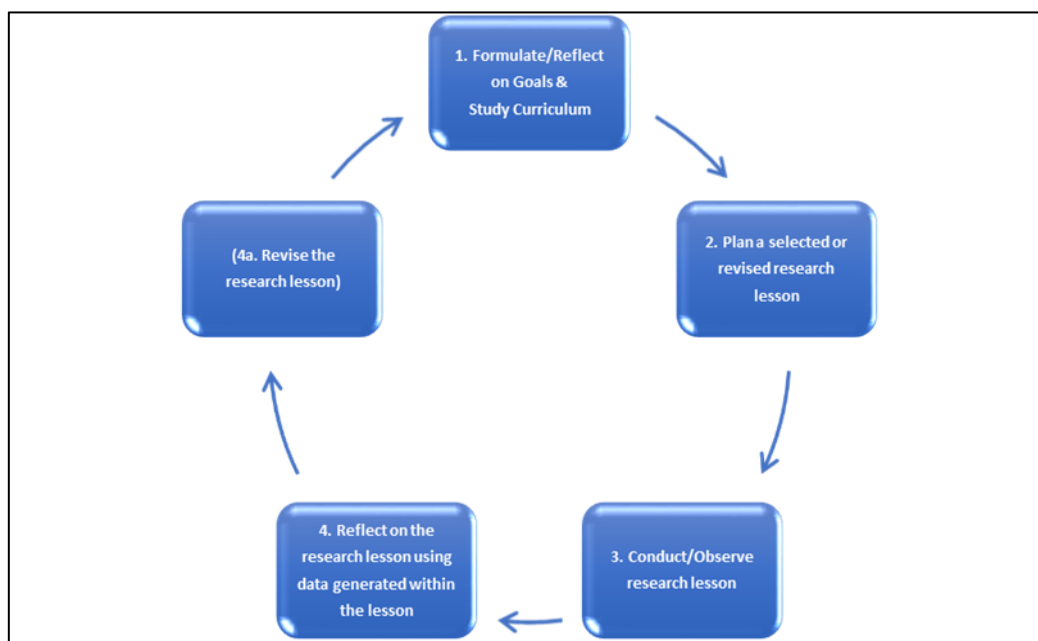 1. Formulate/Reflect
on Goals &
Study Curriculum
2. Plan a selected or
revised research
lesson
3. Conduct/Observe
research lesson
4. Reflect on the
research lesson using
data generated within
the lesson
(4a. Revise the
research lesson)